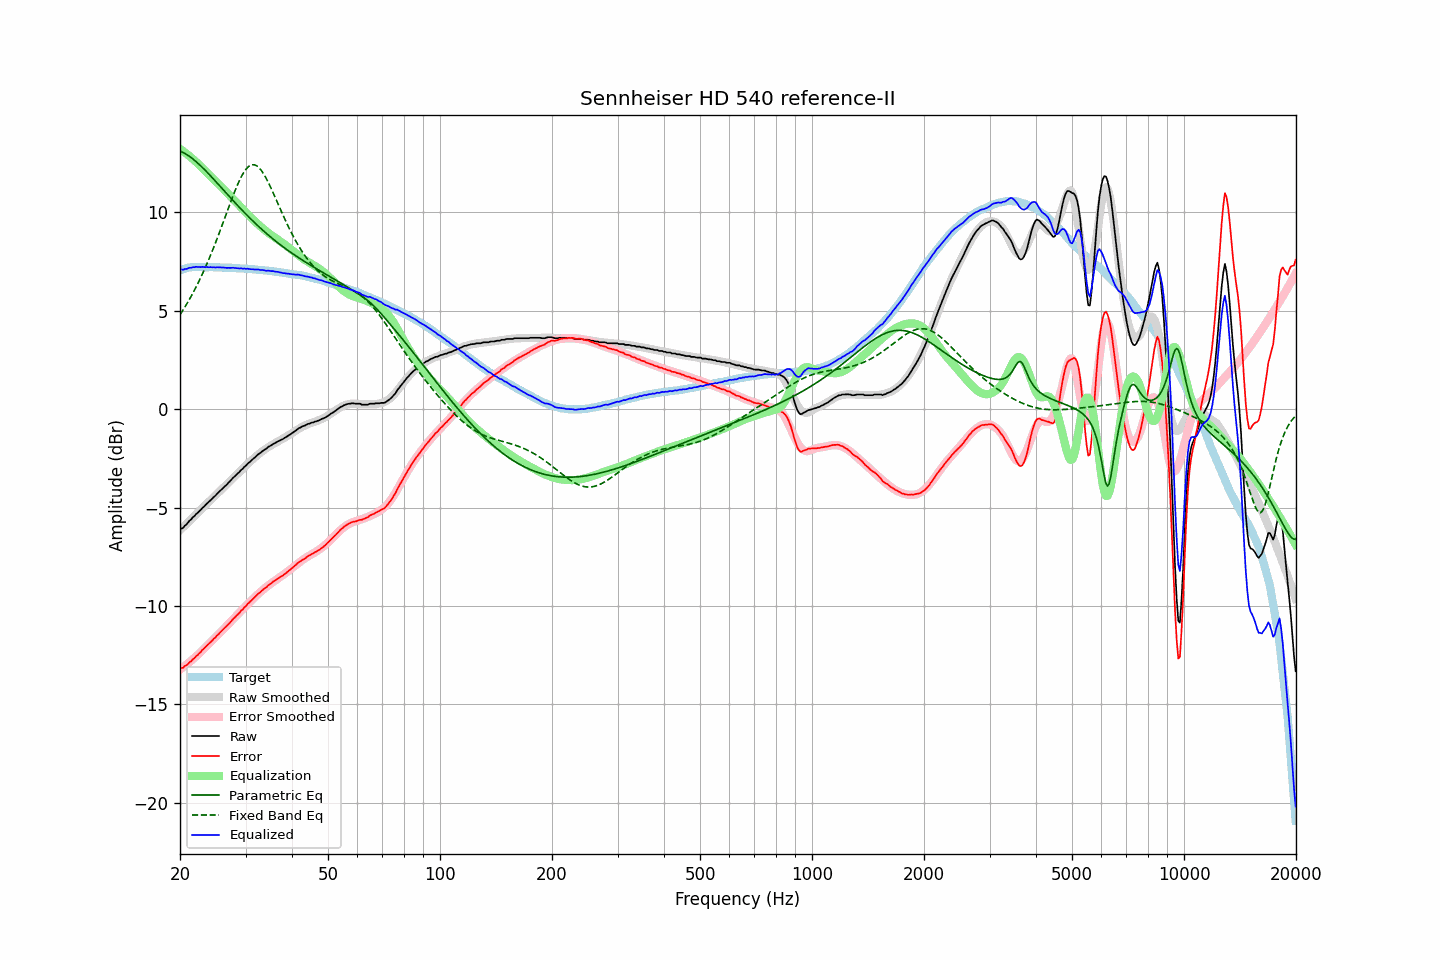 Sennheiser HD 540 reference-II
Amplitude (dBr)
10
5
0
−5
−10
−15
−20
Target
Raw Smoothed
Error Smoothed
Raw
Error
Equalization
Parametric Eq
Fixed Band Eq
Equalized
20 50 100 200 500 1000 2000 5000 10000 20000
Frequency (Hz)